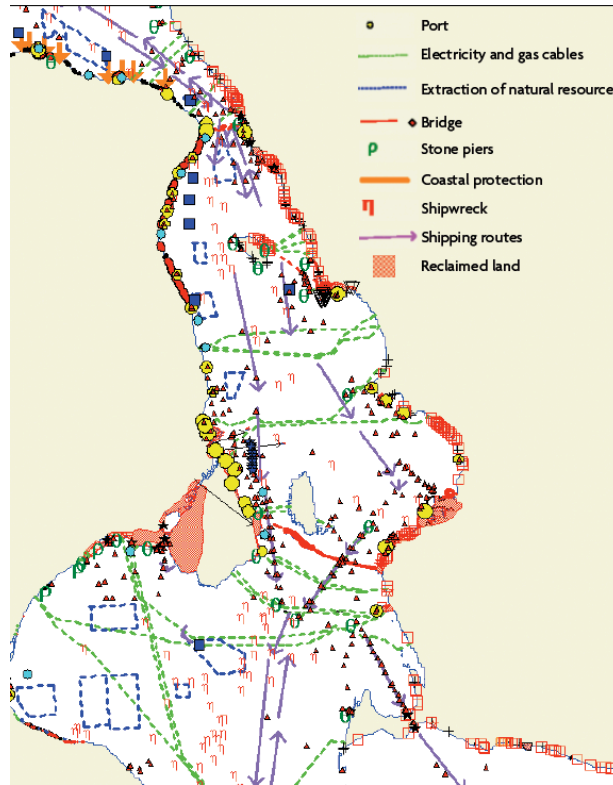 Port
Electricity and gas cables
Extraction of natural resource
Bridge
Stone piers
Coastal protection
Shipwreck
Shipping routes
Reclaimed land